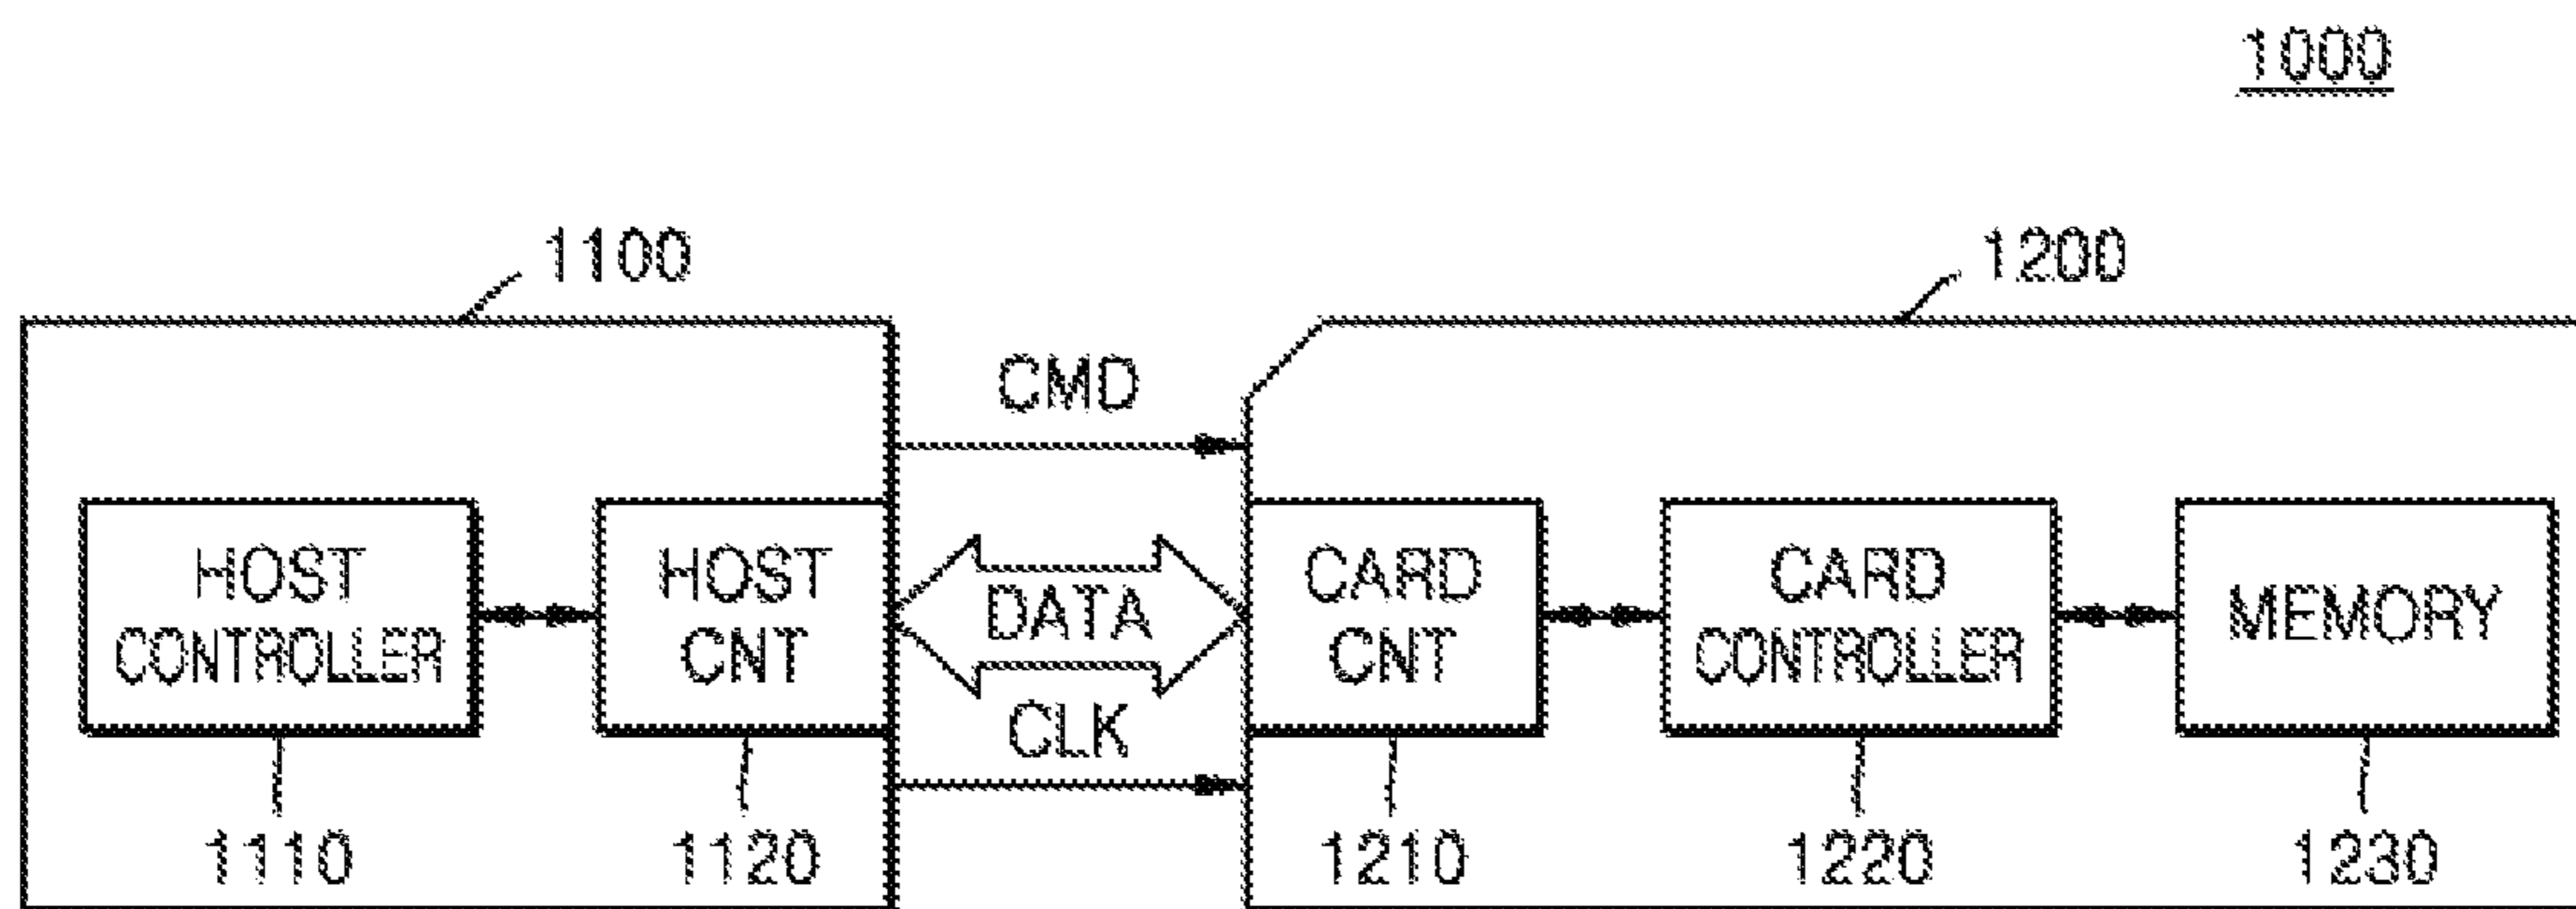 1000
1100
1200
CMD
HOST
CONTROLLER
HOST
CNT
DATA
CARD
CNT
CARD
CONTROLLER
MEMORY
CLK
1110
1120
1210
1220
1230